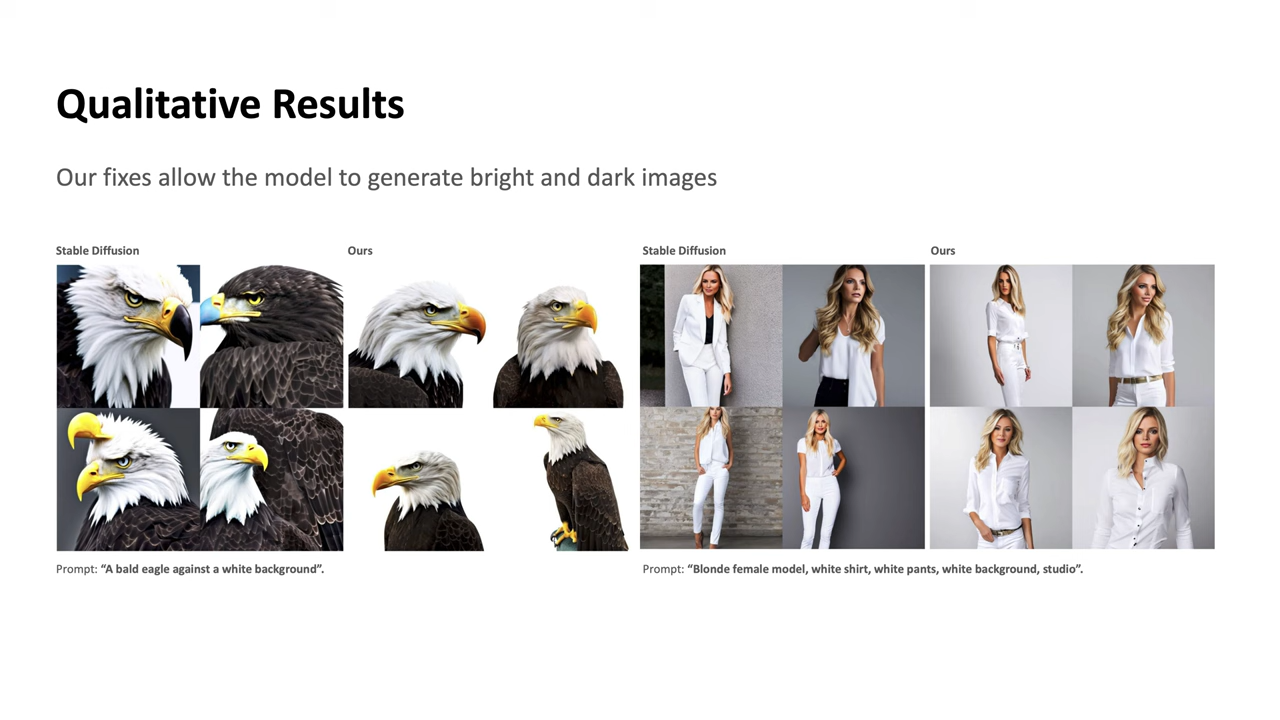 Qualitative Results
Our fixes allow the model to generate bright and dark images
Stable Diffusion
Ours
Stable Diffusion
Ours
Prompt: “A bald eagle against a white background”.
Prompt: “Blonde female model, white shirt, white pants, white background, studio”.